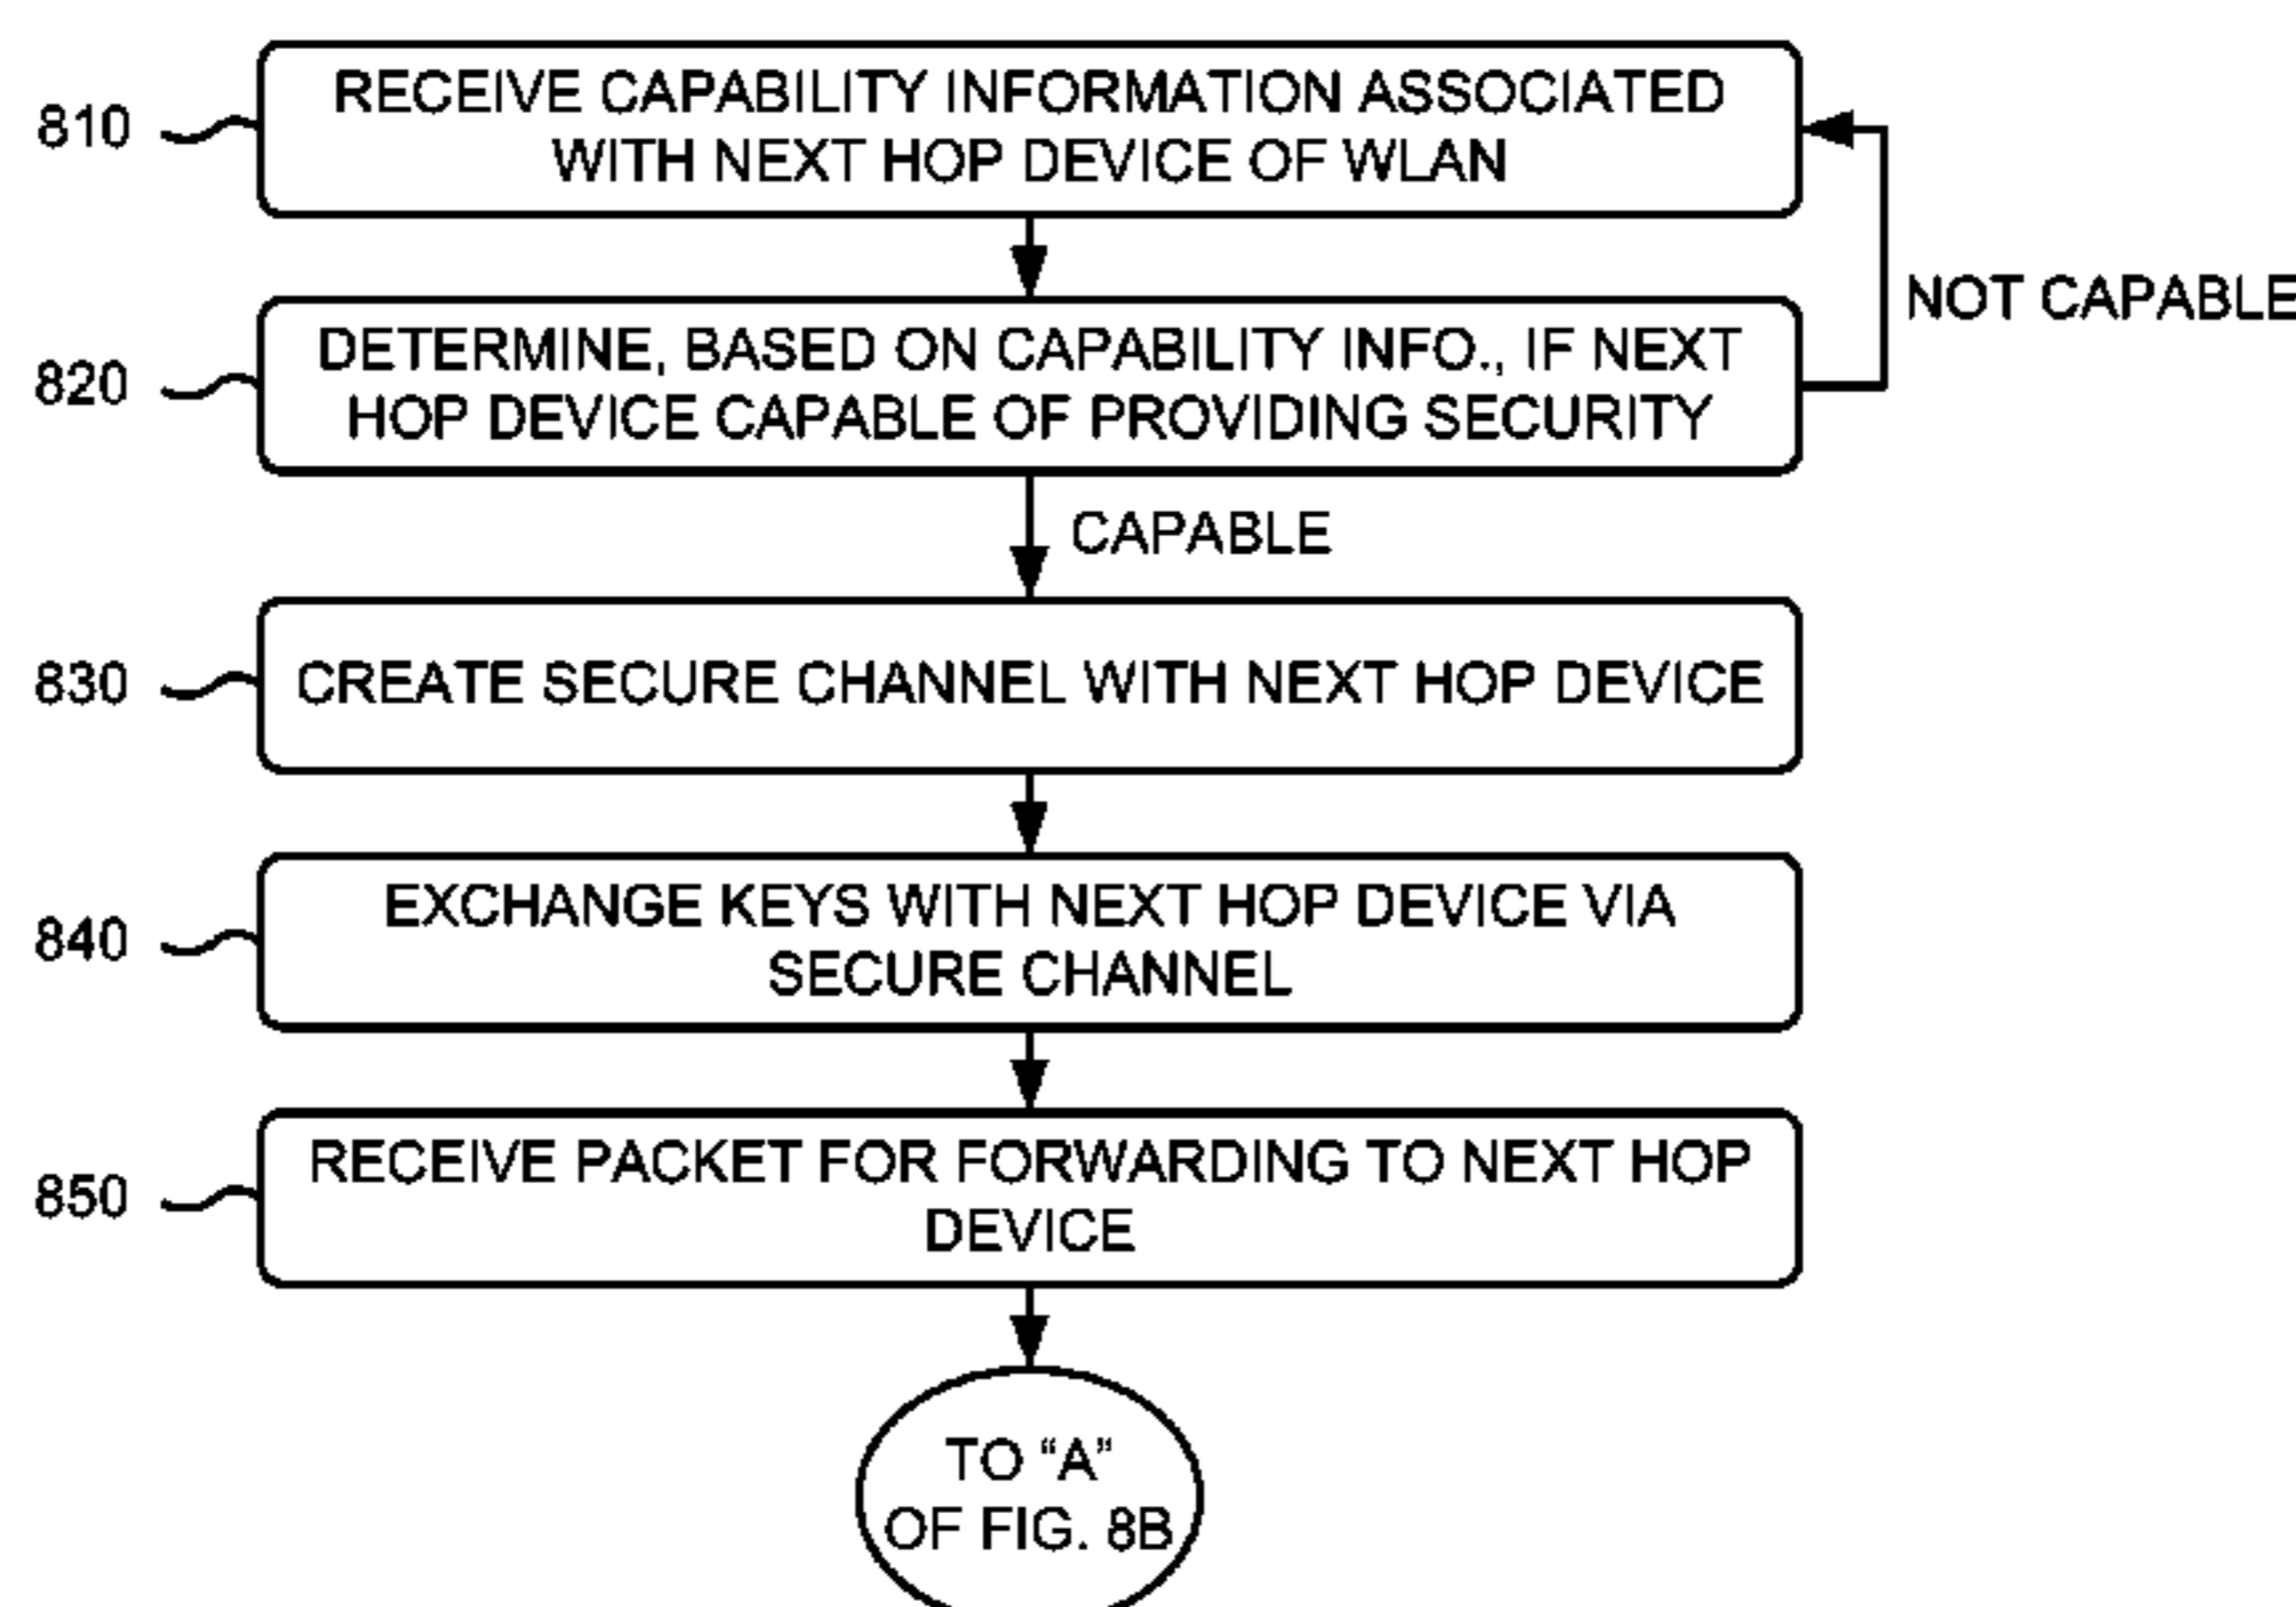 810
RECEIVE CAPABILITY INFORMATION ASSOCIATED
WITH NEXT HOP DEVICE OF WLAN
NOT CAPABLE
820
DETERMINE, BASED ON CAPABILITY INFO., IF NEXT
HOP DEVICE CAPABLE OF PROVIDING SECURITY
CAPABLE
830
CREATE SECURE CHANNEL WITH NEXT HOP DEVICE
840
EXCHANGE KEYS WITH NEXT HOP DEVICE VIA
SECURE CHANNEL
850
RECEIVE PACKET FOR FORWARDING TO NEXT HOP
DEVICE
TO “A”
OF FIG. 8B